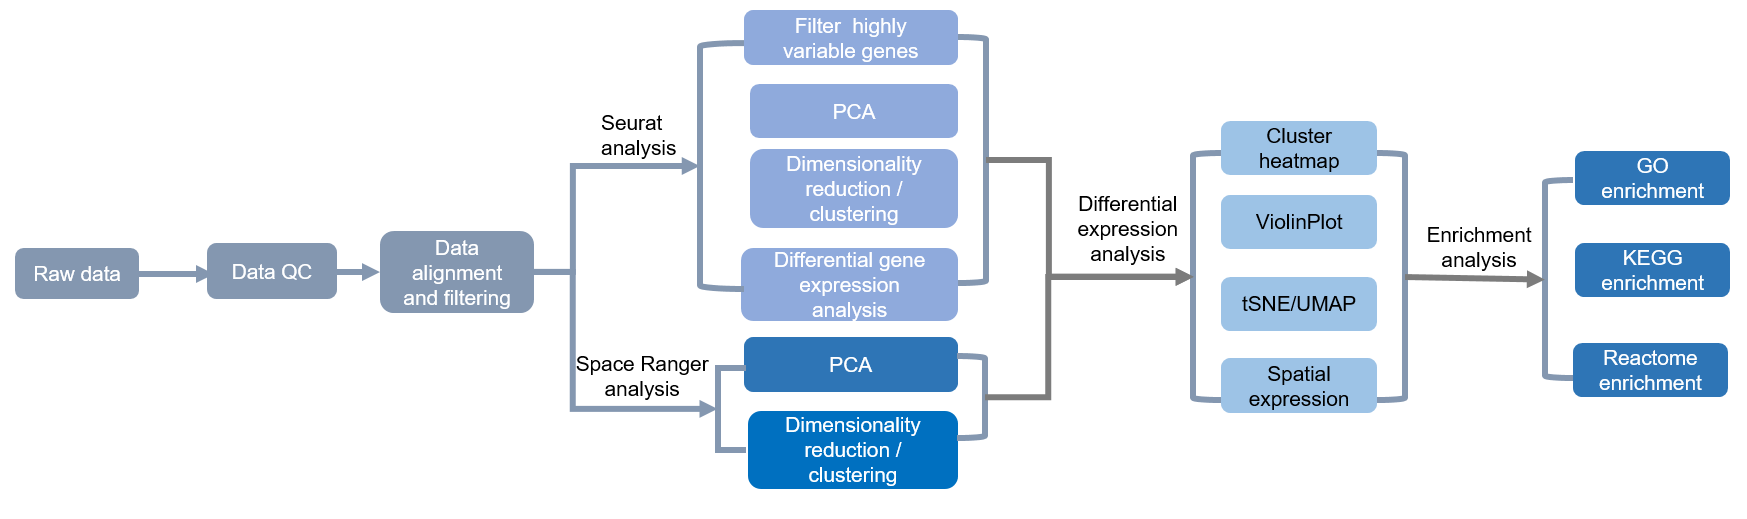 Raw data
Data QC
Data
alignment
and filtering
Seurat
analysis
Filter  highly
variable genes
PCA
Dimensionality
reduction /
clustering
Differential gene
expression
analysis
Space Ranger
analysis
PCA
Dimensionality
reduction /
clustering
Differential
expression
analysis
Cluster
heatmap
ViolinPlot
tSNE/UMAP
Spatial
expression
Enrichment
analysis
GO
enrichment
KEGG
enrichment
Reactome
enrichment